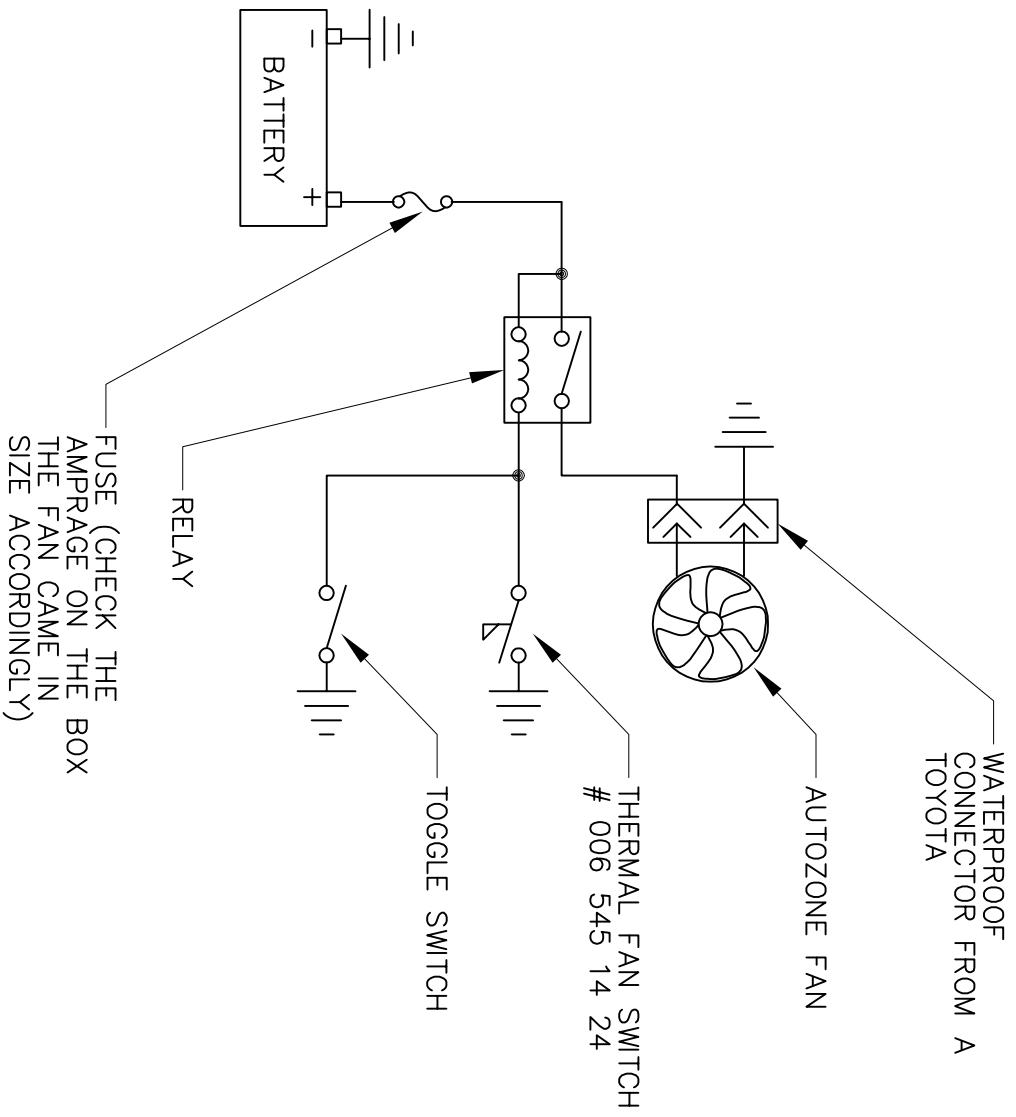 WATERPROOF
CONNECTOR FROM A
TOYOTA
AUTOZONE FAN
THERMAL FAN SWITCH
# 006 545 14 24
TOGGLE SWITCH
RELAY
FUSE (CHECK THE
AMPRAGE ON THE BOX
THE FAN CAME IN
SIZE ACCORDINGLY)
BATTERY
- +